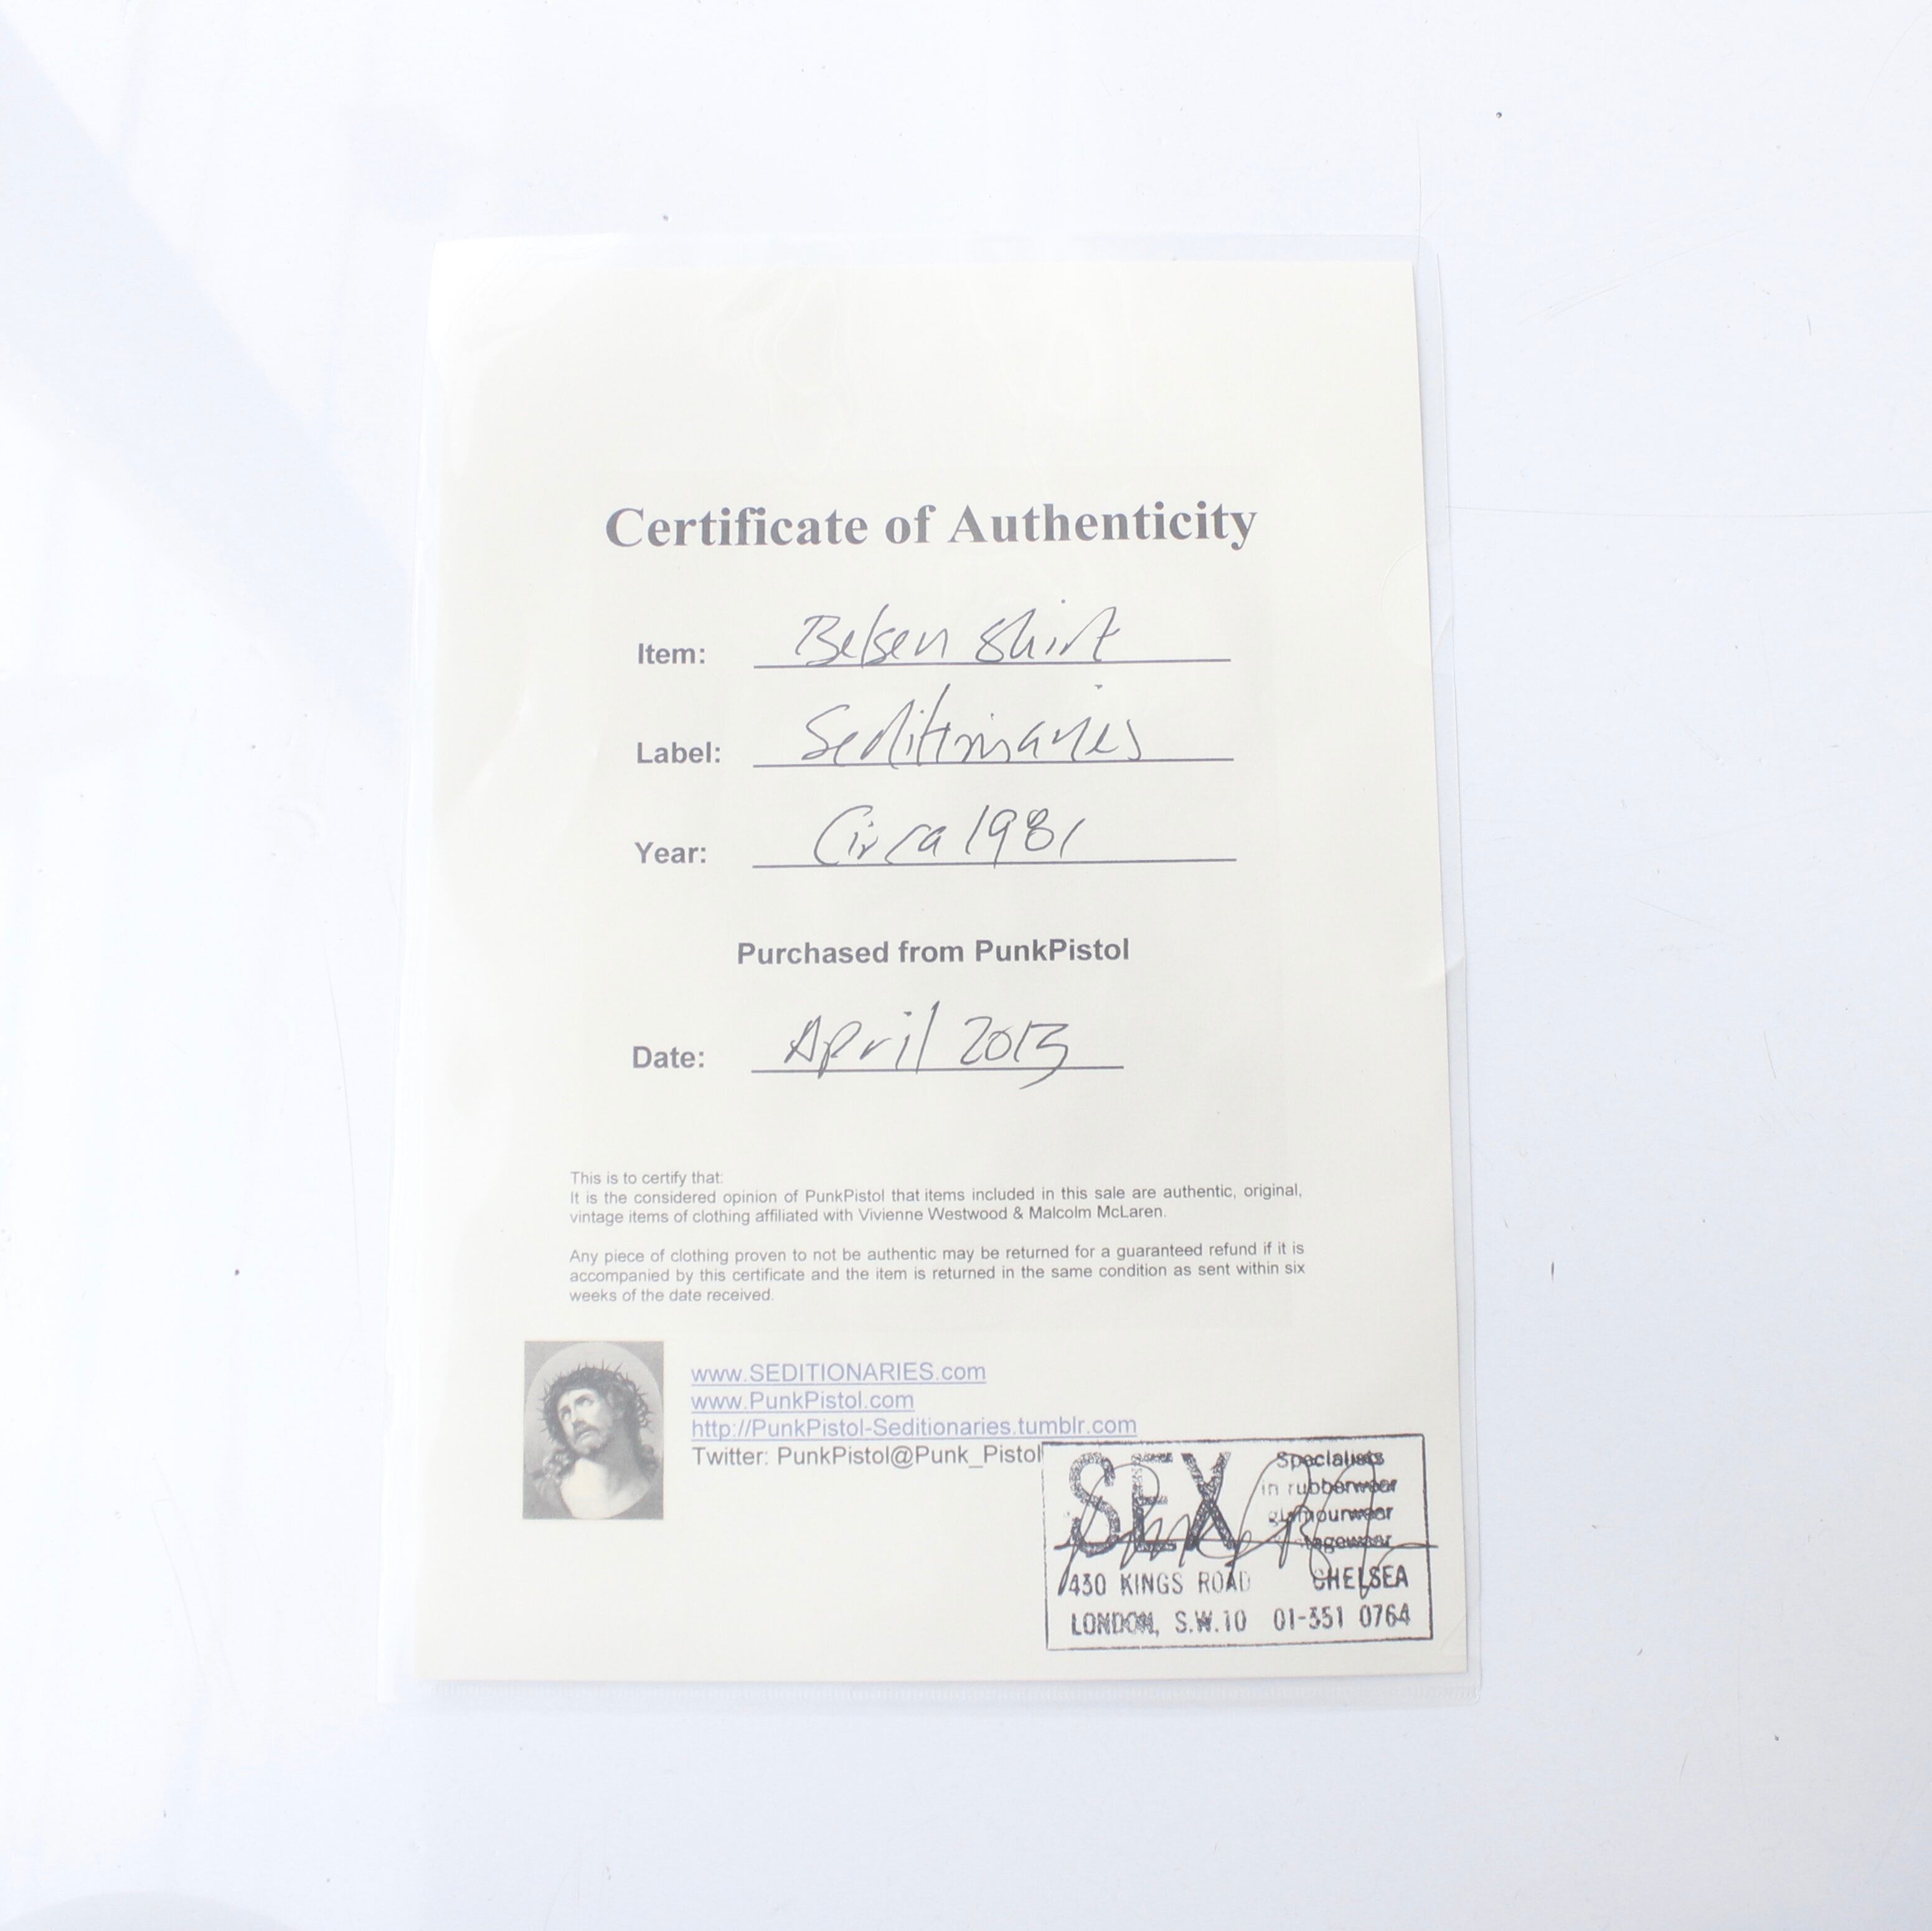 Certificate of Authenticity
Item: Belsen Shirt
Label: Seditionaries
Year: Circa 1981
Purchased from PunkPistol
Date: April 2013
This is to certify that:
It is the considered opinion of PunkPistol that items included in this sale are authentic, original,
vintage items of clothing affiliated with Vivienne Westwood & Malcolm McLaren.
Any piece of clothing proven to not be authentic may be returned for a guaranteed refund if it is
accompanied by this certificate and the item is returned in the same condition as sent within six
weeks of the date received.
www.SEDITIONARIES.com
www.PunkPistol.com
http://PunkPistol-Seditionaries.tumblr.com
Twitter: PunkPistol@Punk_Pistol
SEX
Specialists
in rubberwear
glamourwear
stagewear
430 KINGS ROAD CHELSEA
LONDON, S.W.10 01-351 0764